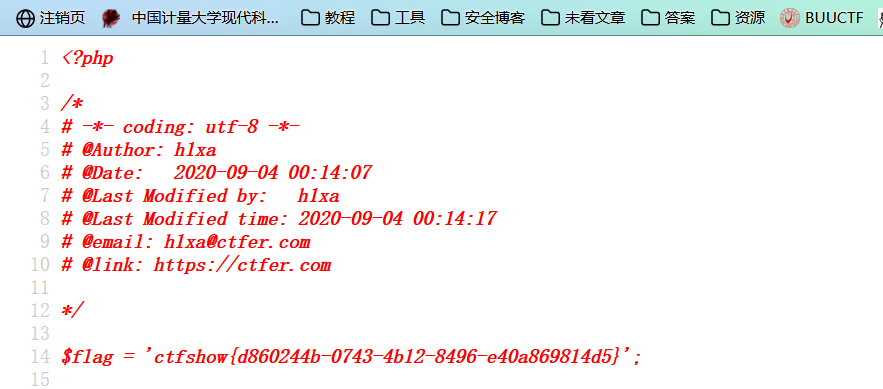 注销页 中国计量大学现代科... 教程 工具 安全博客 未看文章 答案 资源 BUUCTF
1 <?php
2
3 /*
4 # -*- coding: utf-8 -*-
5 # @Author: h1xa
6 # @Date:   2020-09-04 00:14:07
7 # @Last Modified by:   h1xa
8 # @Last Modified time: 2020-09-04 00:14:17
9 # @email: h1xa@ctfer.com
10 # @link: https://ctfer.com
11
12 */
13
14 $flag = 'ctfshow{d860244b-0743-4b12-8496-e40a869814d5}';
15